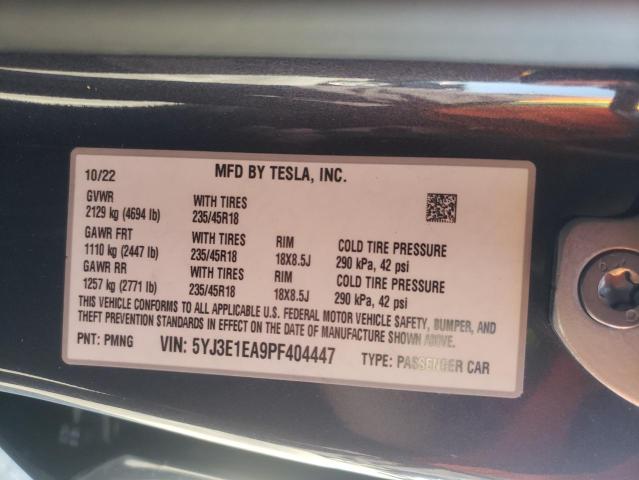 10/22 MFD BY TESLA, INC.
GVWR WITH TIRES
2129 kg (4694 lb) 235/45R18
GAWR FRT WITH TIRES RIM COLD TIRE PRESSURE
1110 kg (2447 lb) 235/45R18 18X8.5J 290 kPa, 42 psi
GAWR RR WITH TIRES RIM COLD TIRE PRESSURE
1257 kg (2771 lb) 235/45R18 18X8.5J 290 kPa, 42 psi
THIS VEHICLE CONFORMS TO ALL APPLICABLE U.S. FEDERAL MOTOR VEHICLE SAFETY, BUMPER, AND
THEFT PREVENTION STANDARDS IN EFFECT ON THE DATE OF MANUFACTURE SHOWN ABOVE.
PNT: PMNG VIN: 5YJ3E1EA9PF404447 TYPE: PASSENGER CAR